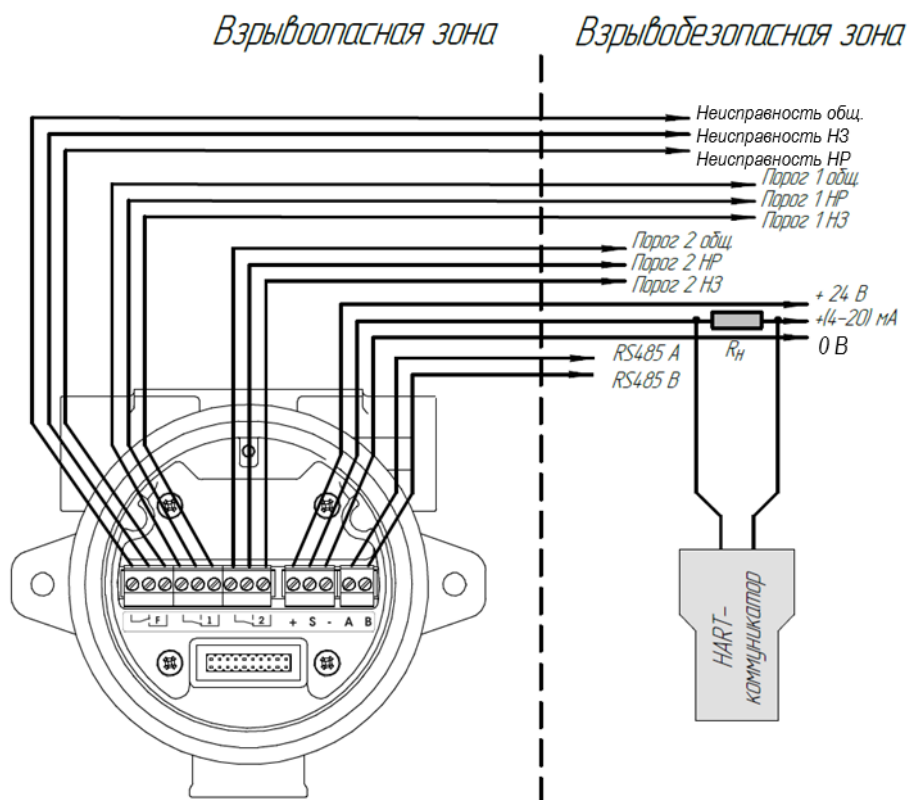 Взрывоопасная зона
Взрывобезопасная зона
Неисправность общ.
Неисправность НЗ
Неисправность НР
Порог 1 общ.
Порог 1 НР
Порог 1 НЗ
Порог 2 общ.
Порог 2 НР
Порог 2 НЗ
+ 24 В
+(4-20) мА
0 В
Rн
RS485 A
RS485 B
F 1 2 + S - A B
HART-
коммуникатор